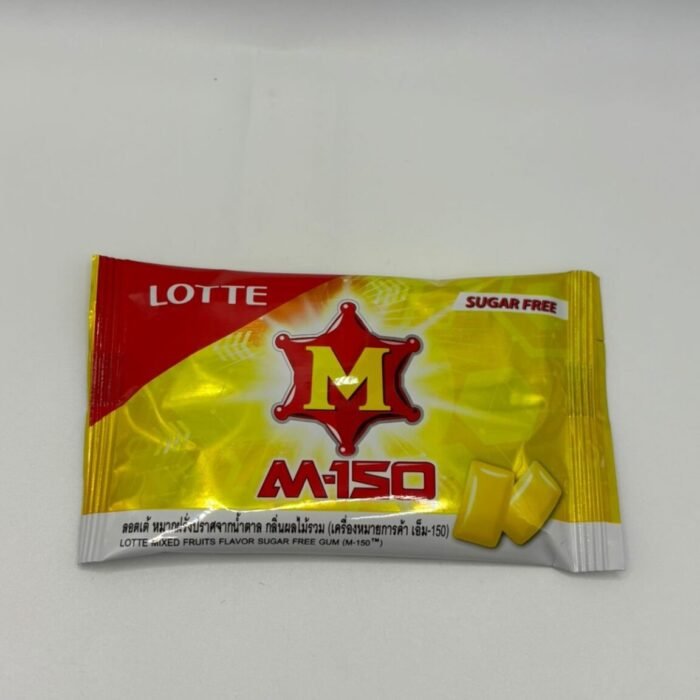 LOTTE
SUGAR FREE
M
M-150
ลอตเต้ หมากฝรั่งปราศจากน้ำตาล กลิ่นผลไม้รวม (เครื่องหมายการค้า เอ็ม-150)
LOTTE MIXED FRUITS FLAVOR SUGAR FREE GUM (M-150™)